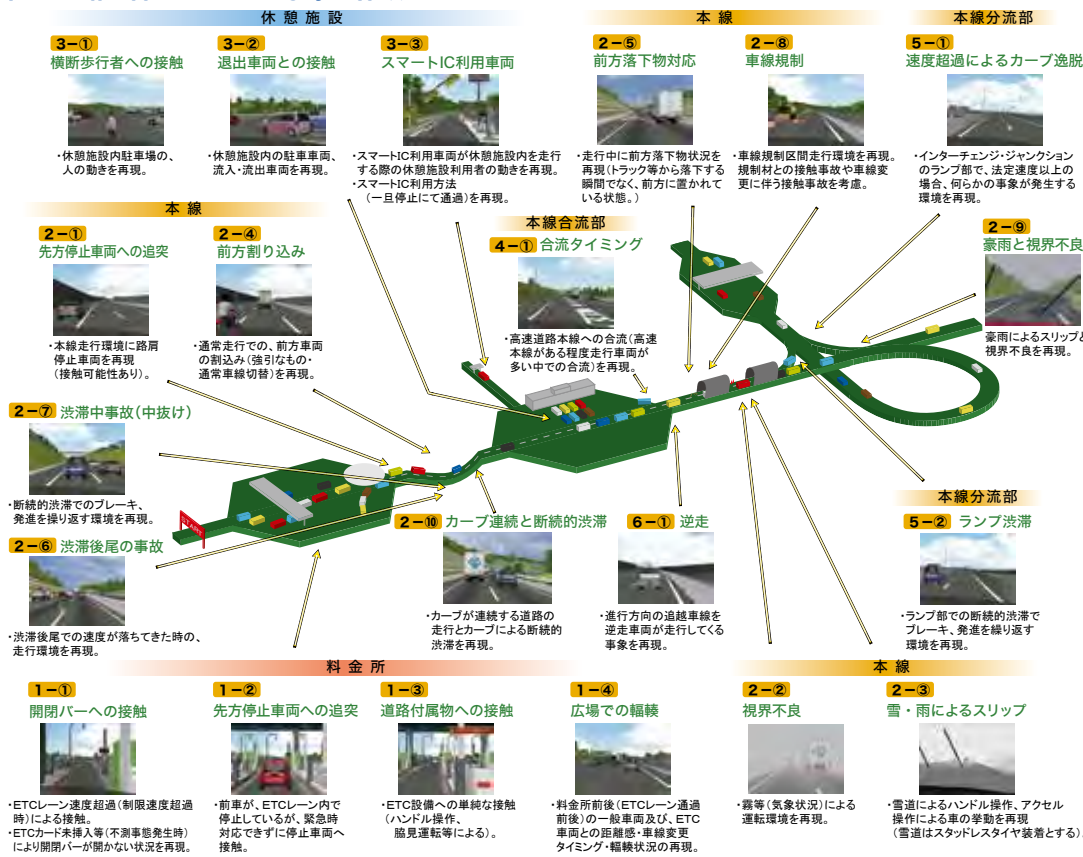 休憩施設
3-①
横断歩行者への接触
・休憩施設内駐車場の、
人の動きを再現。
3-②
退出車両との接触
・休憩施設内の駐車車両、
流入・流出車両を再現。
3-③
スマートIC利用車両
・スマートIC利用車両が休憩施設内を走行
する際の休憩施設利用者の動きを再現。
・スマートIC利用方法
（一旦停止にて通過）を再現。
本線
2-⑤
前方落下物対応
・走行中に前方落下物状況を
再現（トラック等から落下する
瞬間でなく、前方に置かれて
いる状態。）
2-⑧
車線規制
・車線規制区間走行環境を再現。
規制材との接触事故や車線変
更に伴う接触事故を考慮。
本線分流部
5-①
速度超過によるカーブ逸脱
・インターチェンジ・ジャンクション
のランプ部で、法定速度以上の
場合、何らかの事象が発生する
環境を再現。
2-⑨
豪雨と視界不良
豪雨によるスリップと
視界不良を再現。
本線
2-①
先方停止車両への追突
・本線走行環境に路肩
停止車両を再現
（接触可能性あり）。
2-④
前方割り込み
・通常走行での、前方車両
の割込み（強引なもの・
通常車線切替）を再現。
本線合流部
4-① 合流タイミング
・高速道路本線への合流（高速
本線がある程度走行車両が
多い中での合流）を再現。
2-⑦ 渋滞中事故（中抜け）
・断続的渋滞でのブレーキ、
発進を繰り返す環境を再現。
2-⑥ 渋滞後尾の事故
・渋滞後尾での速度が落ちてきた時の、
走行環境を再現。
START
2-⑩ カーブ連続と断続的渋滞
・カーブが連続する道路の
走行とカーブによる断続的
渋滞を再現。
6-① 逆走
・進行方向の追越車線を
逆走車両が走行してくる
事象を再現。
本線分流部
5-② ランプ渋滞
・ランプ部での断続的渋滞で
ブレーキ、発進を繰り返す
環境を再現。
料金所
1-①
開閉バーへの接触
・ETCレーン速度超過（制限速度超過
時）による接触。
・ETCカード未挿入等（不測事態発生時）
により開閉バーが開かない状況を再現。
1-②
先方停止車両への追突
・前車が、ETCレーン内で
停止しているが、緊急時
対応できずに停止車両へ
接触。
1-③
道路付属物への接触
・ETC設備への単純な接触
（ハンドル操作、
脇見運転等による）。
1-④
広場での輻輳
・料金所前後（ETCレーン通過
前後）の一般車両及び、ETC
車両との距離感・車線変更
タイミング・輻輳状況の再現。
本線
2-②
視界不良
・霧等（気象状況）による
運転環境を再現。
2-③
雪・雨によるスリップ
・雪道によるハンドル操作、アクセル
操作による車の挙動を再現
（雪道はスタッドレスタイヤ装着とする）。